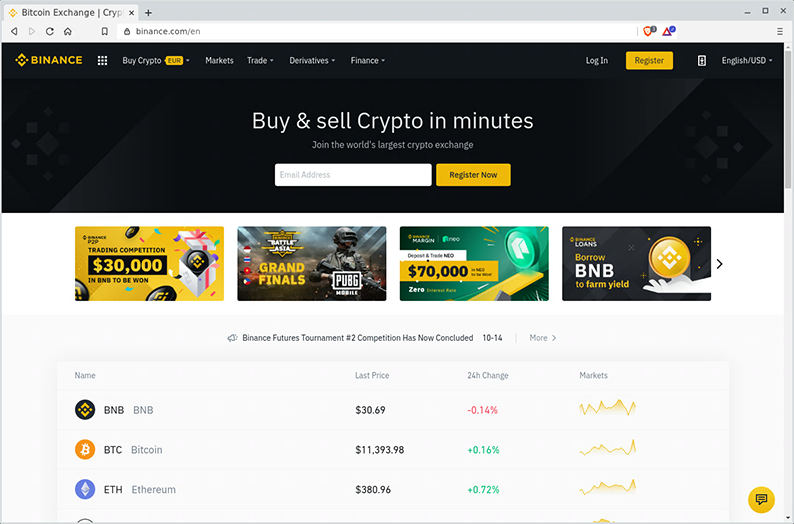 Bitcoin Exchange | Crypt
binance.com/en
BINANCE
Buy Crypto EUR
Markets
Trade
Derivatives
Finance
Log In
Register
English/USD
Buy & sell Crypto in minutes
Join the world's largest crypto exchange
Email Address
Register Now
BINANCE
P2P
TRADING COMPETITION
$30,000
IN BNB TO BE WON
BATTLE
ASIA
GRAND
FINALS
PUBG
MOBILE
BINANCE
MARGIN
neo
Deposit & Trade NEO
$70,000 in NEO
to be Won!
Zero Interest Rate
BINANCE
LOANS
Borrow
BNB
to farm yield
Binance Futures Tournament #2 Competition Has Now Concluded 10-14
More
Name Last Price 24h Change Markets
BNB BNB $30.69 -0.14%
BTC Bitcoin $11,393.98 +0.16%
ETH Ethereum $380.96 +0.72%